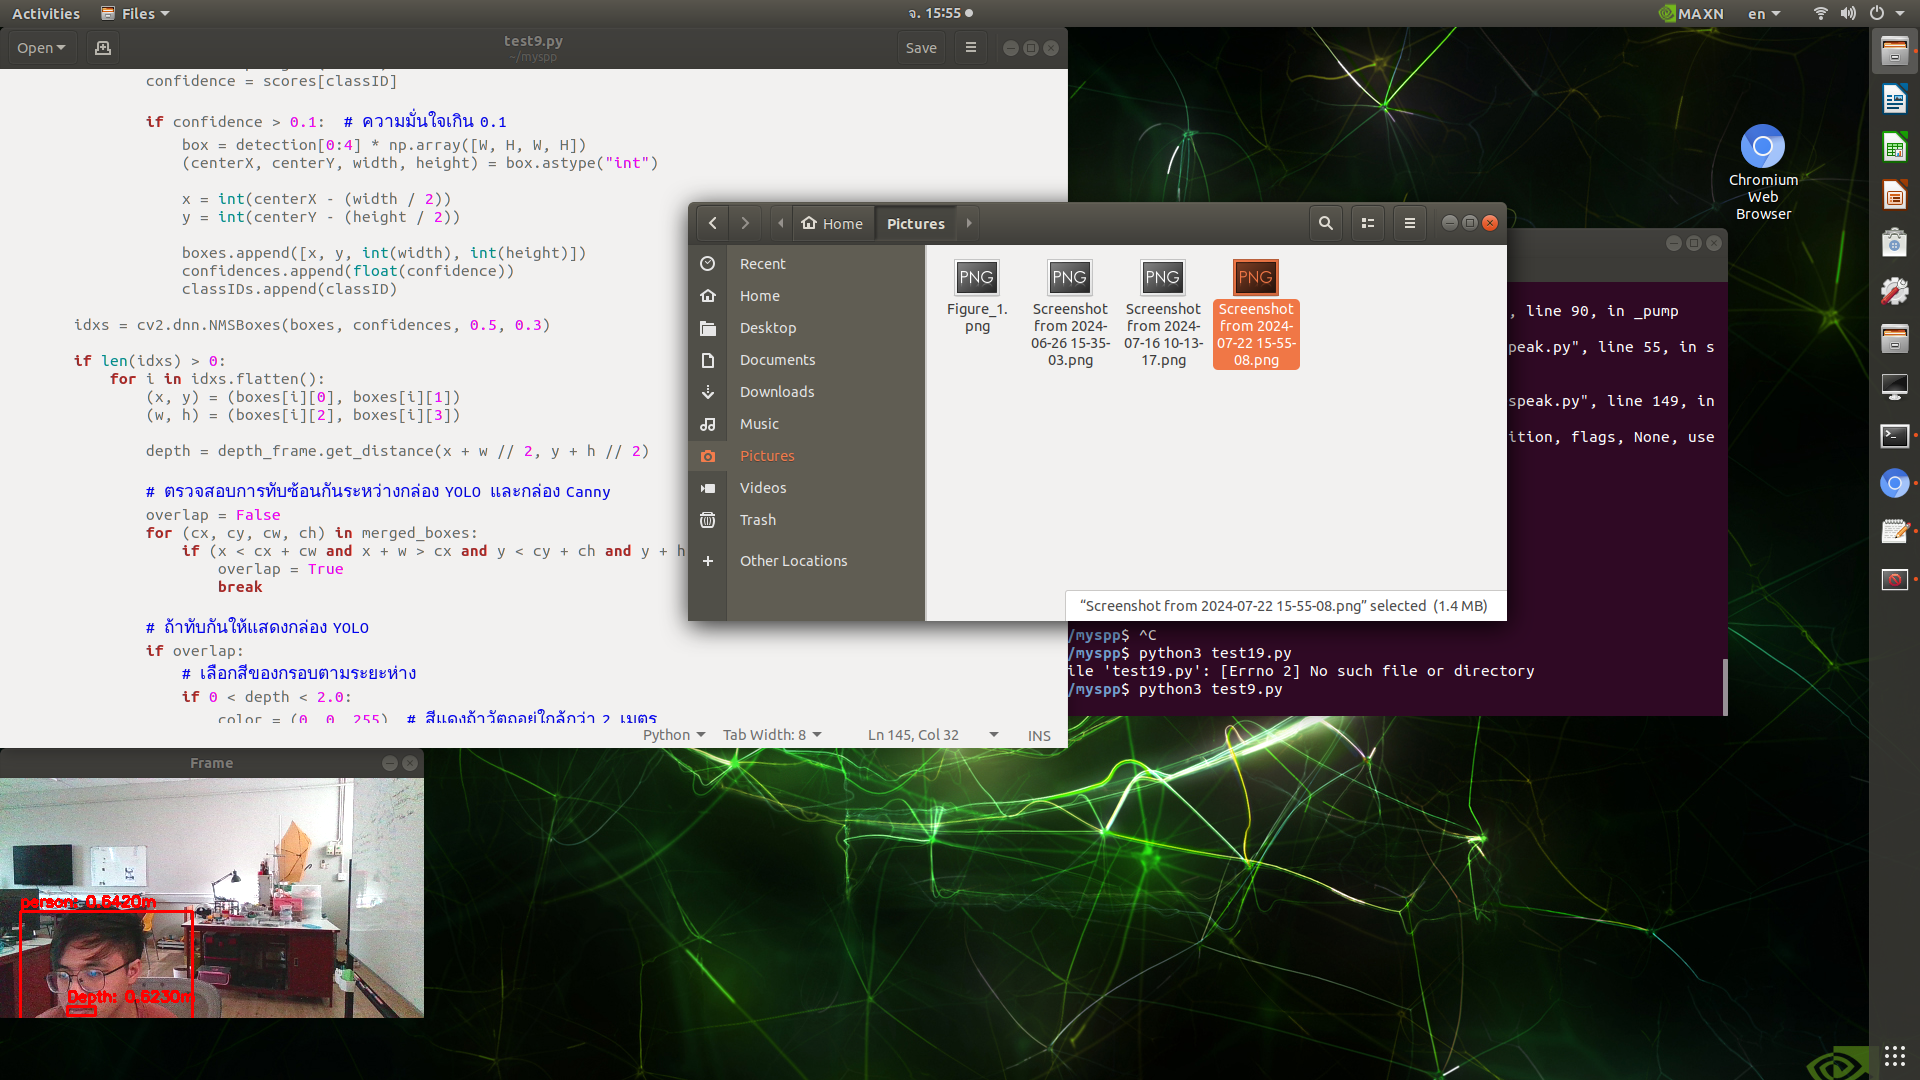 Activities
Files
จ. 15:55
MAXN
en
Open
test9.py
~/myspp
Save
confidence = scores[classID]
if confidence > 0.1:  # ความมั่นใจเกิน 0.1
box = detection[0:4] * np.array([W, H, W, H])
(centerX, centerY, width, height) = box.astype("int")
x = int(centerX - (width / 2))
y = int(centerY - (height / 2))
boxes.append([x, y, int(width), int(height)])
confidences.append(float(confidence))
classIDs.append(classID)
idxs = cv2.dnn.NMSBoxes(boxes, confidences, 0.5, 0.3)
if len(idxs) > 0:
for i in idxs.flatten():
(x, y) = (boxes[i][0], boxes[i][1])
(w, h) = (boxes[i][2], boxes[i][3])
depth = depth_frame.get_distance(x + w // 2, y + h // 2)
# ตรวจสอบการทับซ้อนกันระหว่างกล่อง YOLO และกล่อง Canny
overlap = False
for (cx, cy, cw, ch) in merged_boxes:
if (x < cx + cw and x + w > cx and y < cy + ch and y + h
overlap = True
break
# ถ้าทับกันให้แสดงกล่อง YOLO
if overlap:
# เลือกสีของกรอบตามระยะห่าง
if 0 < depth < 2.0:
color = (0, 0, 255)  # สีแดงถ้าวัตถุอยู่ใกล้กว่า 2 เมตร
Python
Tab Width: 8
Ln 145, Col 32
INS
Home
Pictures
Recent
Home
Desktop
Documents
Downloads
Music
Pictures
Videos
Trash
Other Locations
PNG
Figure_1.
png
PNG
Screenshot
from 2024-
06-26 15-35-
03.png
PNG
Screenshot
from 2024-
07-16 10-13-
17.png
PNG
Screenshot
from 2024-
07-22 15-55-
08.png
“Screenshot from 2024-07-22 15-55-08.png” selected (1.4 MB)
, line 90, in _pump
peak.py", line 55, in s
speak.py", line 149, in
ition, flags, None, use
/myspp$ ^C
/myspp$ python3 test19.py
ile 'test19.py': [Errno 2] No such file or directory
/myspp$ python3 test9.py
Chromium
Web
Browser
Frame
person: 0.6420m
Depth: 0.6230m